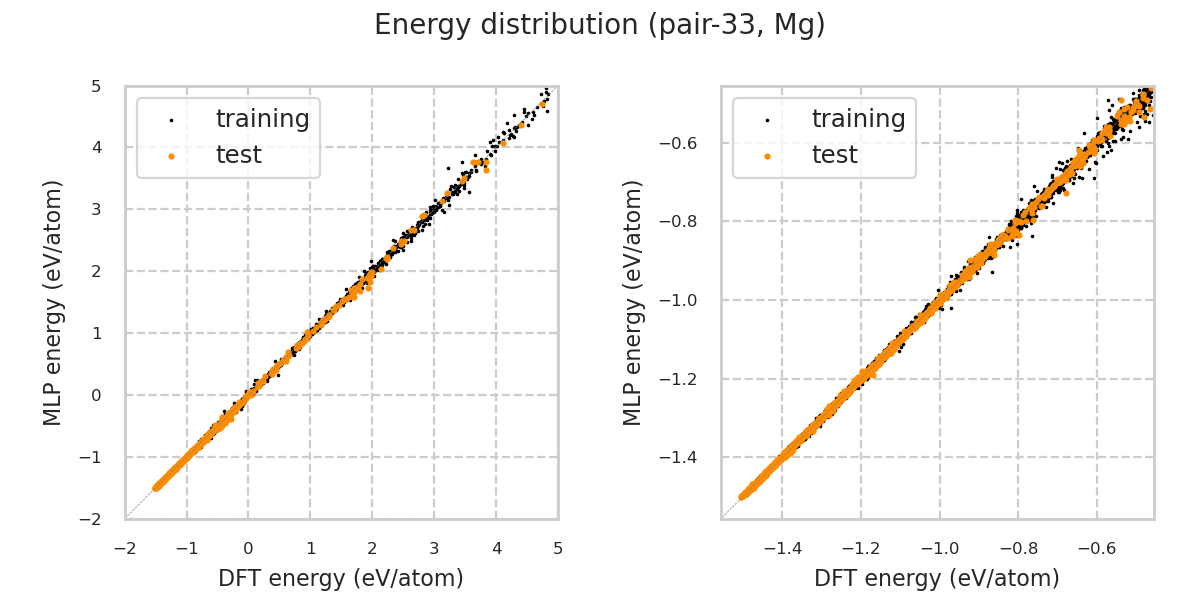 Energy distribution (pair-33, Mg)
training
test
5
4
3
2
1
0
−1
−2
−2
−1
0
1
2
3
4
5
MLP energy (eV/atom)
DFT energy (eV/atom)
training
test
−0.6
−0.8
−1.0
−1.2
−1.4
−1.4
−1.2
−1.0
−0.8
−0.6
MLP energy (eV/atom)
DFT energy (eV/atom)